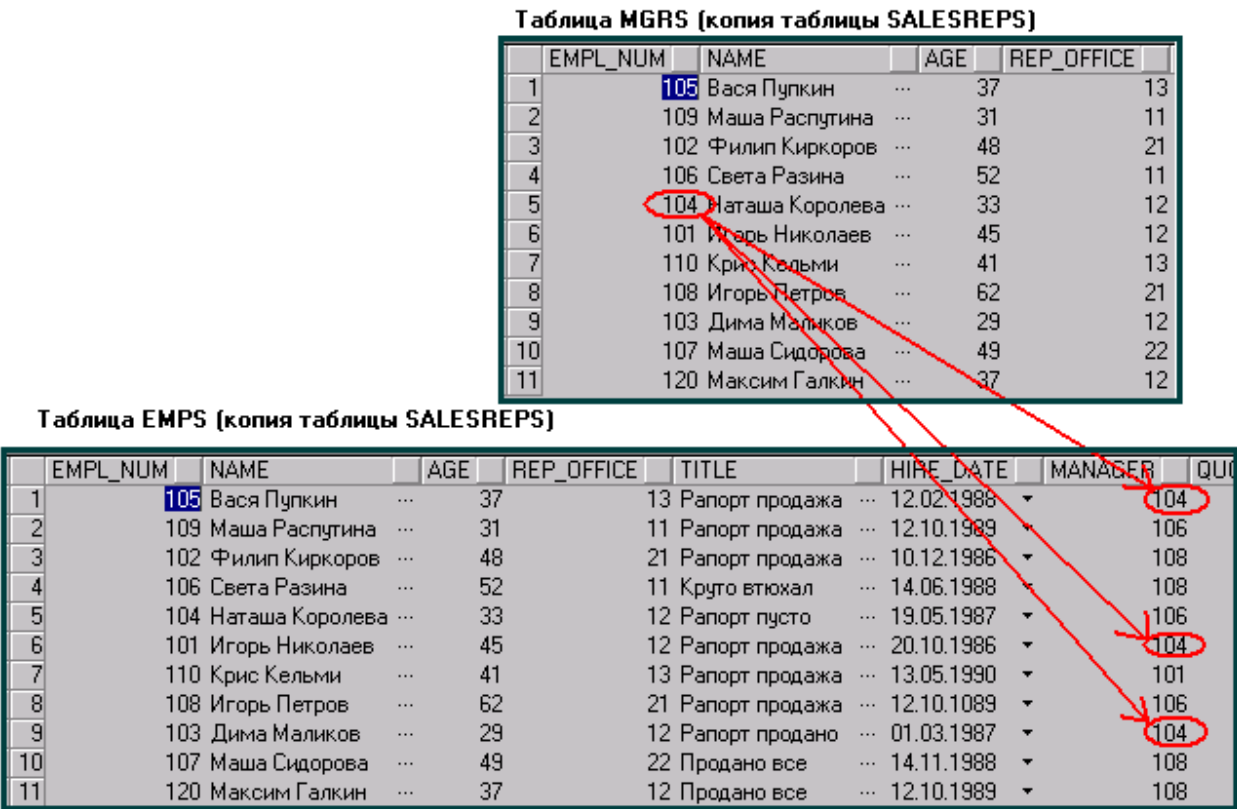 Таблица MGRS (копия таблицы SALESREPS)
EMPL_NUM NAME AGE REP_OFFICE
1 105 Вася Пупкин ... 37 13
2 109 Маша Распутина ... 31 11
3 102 Филип Киркоров ... 48 21
4 106 Света Разина ... 52 11
5 104 Наташа Королева ... 33 12
6 101 Игорь Николаев ... 45 12
7 110 Крис Кельми ... 41 13
8 108 Игорь Петров ... 62 21
9 103 Дима Маликов ... 29 12
10 107 Маша Сидорова ... 49 22
11 120 Максим Галкин ... 37 12
Таблица EMPS (копия таблицы SALESREPS)
EMPL_NUM NAME AGE REP_OFFICE TITLE HIRE_DATE MANAGER QUO
1 105 Вася Пупкин ... 37 13 Рапорт продажа ... 12.02.1988 104
2 109 Маша Распутина ... 31 11 Рапорт продажа ... 12.10.1989 106
3 102 Филип Киркоров ... 48 21 Рапорт продажа ... 10.12.1986 108
4 106 Света Разина ... 52 11 Круто втюхал ... 14.06.1988 108
5 104 Наташа Королева ... 33 12 Рапорт пусто ... 19.05.1987 106
6 101 Игорь Николаев ... 45 12 Рапорт продажа ... 20.10.1986 104
7 110 Крис Кельми ... 41 13 Рапорт продажа ... 13.05.1990 101
8 108 Игорь Петров ... 62 21 Рапорт продажа ... 12.10.1089 106
9 103 Дима Маликов ... 29 12 Рапорт продано ... 01.03.1987 104
10 107 Маша Сидорова ... 49 22 Продано все ... 14.11.1988 108
11 120 Максим Галкин ... 37 12 Продано все ... 12.10.1989 108